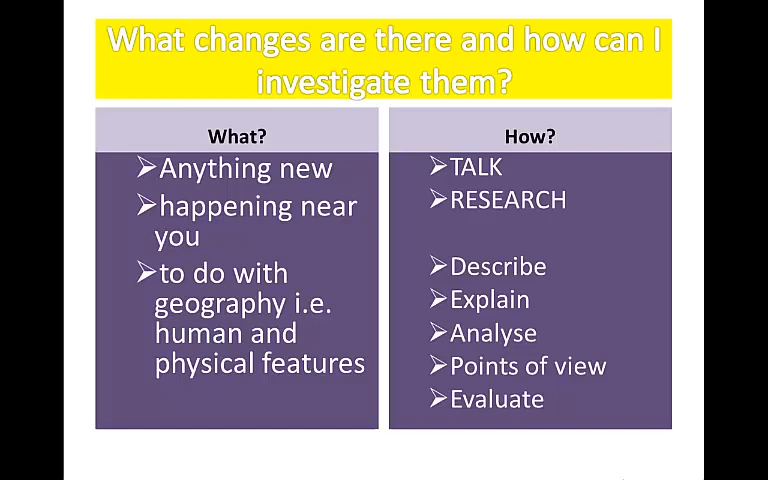 What changes are there and how can I
investigate them?
What?
➢Anything new
➢happening near
you
➢to do with
geography i.e.
human and
physical features
How?
➢TALK
➢RESEARCH
➢Describe
➢Explain
➢Analyse
➢Points of view
➢Evaluate